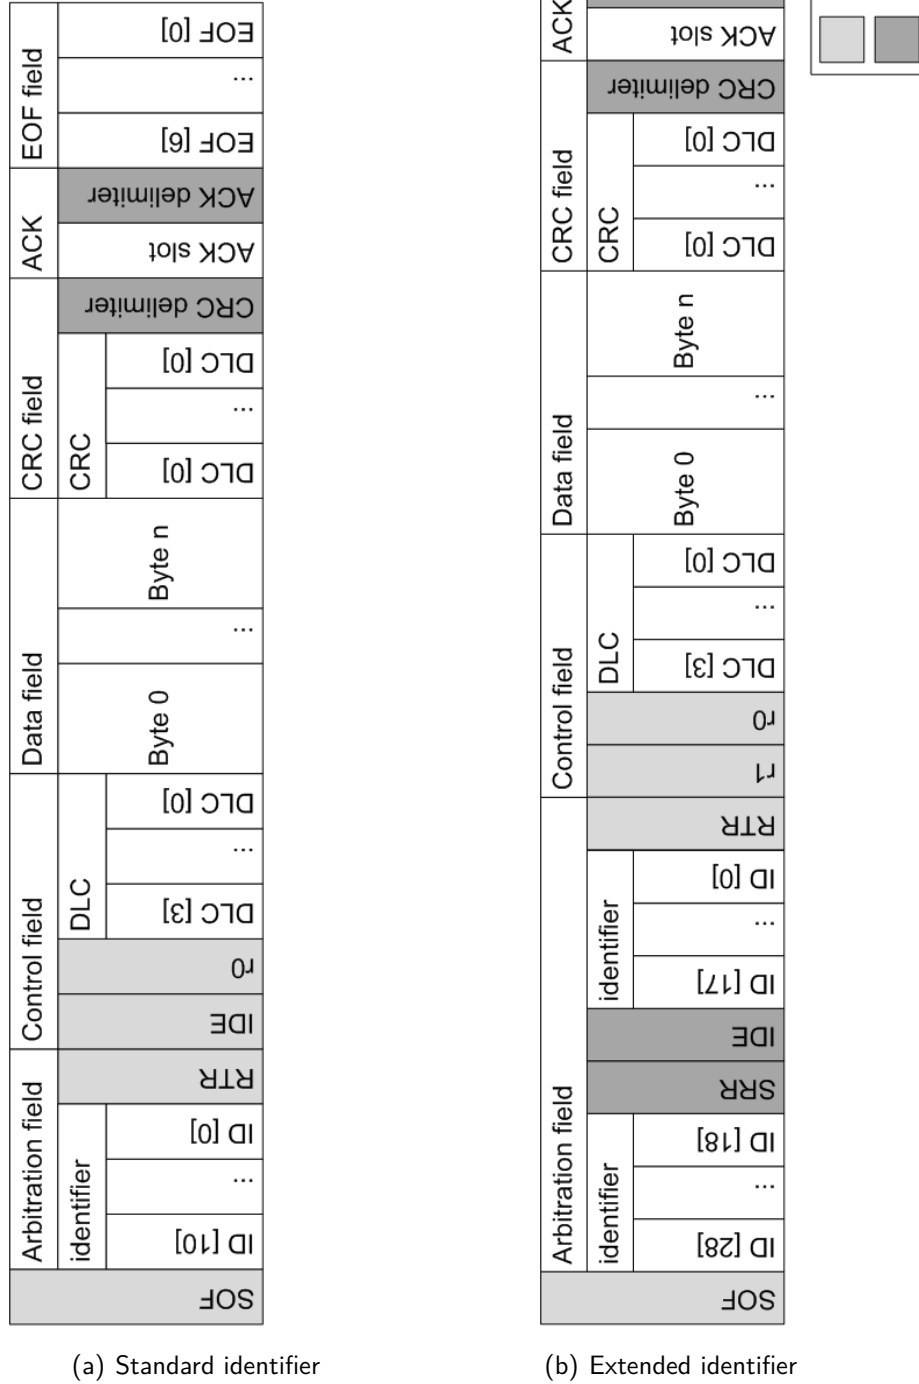 EOF field
EOF [0]
...
EOF [6]
ACK
ACK delimiter
ACK slot
CRC field
CRC delimiter
CRC
DLC [0]
...
DLC [0]
Data field
Byte n
...
Byte 0
Control field
DLC
DLC [0]
...
DLC [3]
r0
IDE
Arbitration field
RTR
identifier
ID [0]
...
ID [10]
SOF
(a) Standard identifier
ACK
ACK slot
CRC field
CRC delimiter
CRC
DLC [0]
...
DLC [0]
Data field
Byte n
...
Byte 0
Control field
DLC
DLC [0]
...
DLC [3]
r0
r1
Arbitration field
RTR
identifier
ID [0]
...
ID [17]
IDE
SRR
identifier
ID [18]
...
ID [28]
SOF
(b) Extended identifier